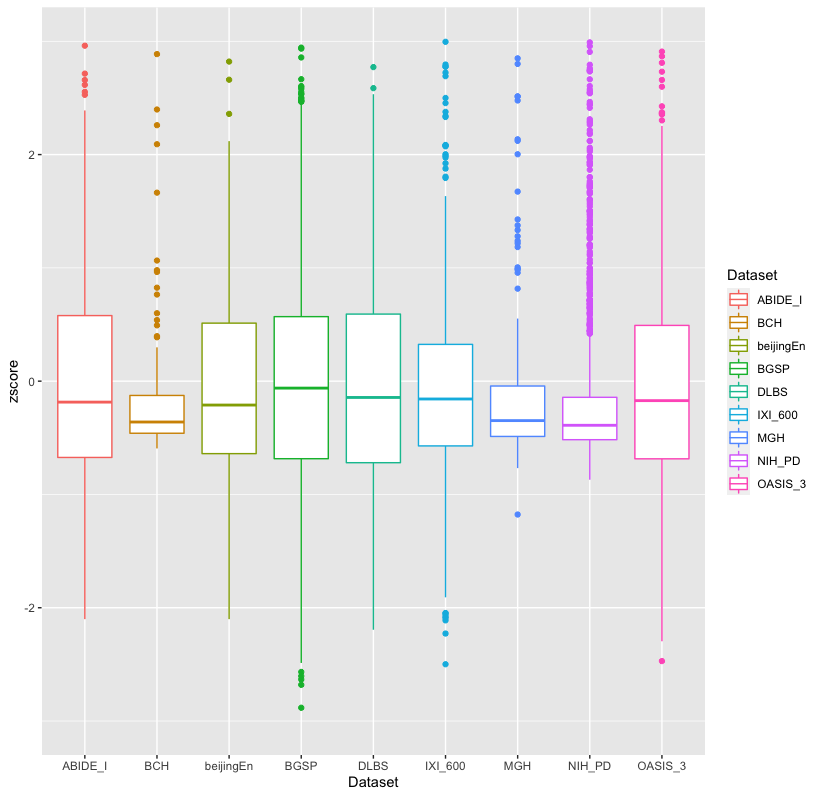 zscore
2
0
-2
ABIDE_I BCH beijingEn BGSP DLBS IXI_600 MGH NIH_PD OASIS_3
Dataset
Dataset
ABIDE_I
BCH
beijingEn
BGSP
DLBS
IXI_600
MGH
NIH_PD
OASIS_3